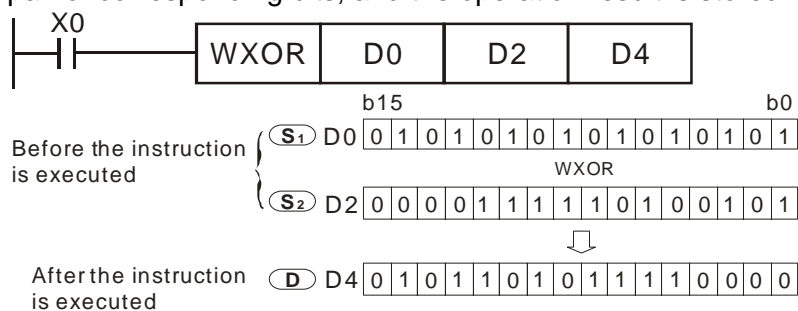 pair of corresponding bits, and the operation result is stored
X0
WXOR D0 D2 D4
b15 b0
Before the instruction
is executed
S1 D0 0 1 0 1 0 1 0 1 0 1 0 1 0 1 0 1
WXOR
S2 D2 0 0 0 0 1 1 1 1 1 0 1 0 0 1 0 1
After the instruction
is executed
D D4 0 1 0 1 1 0 1 0 1 1 1 1 0 0 0 0